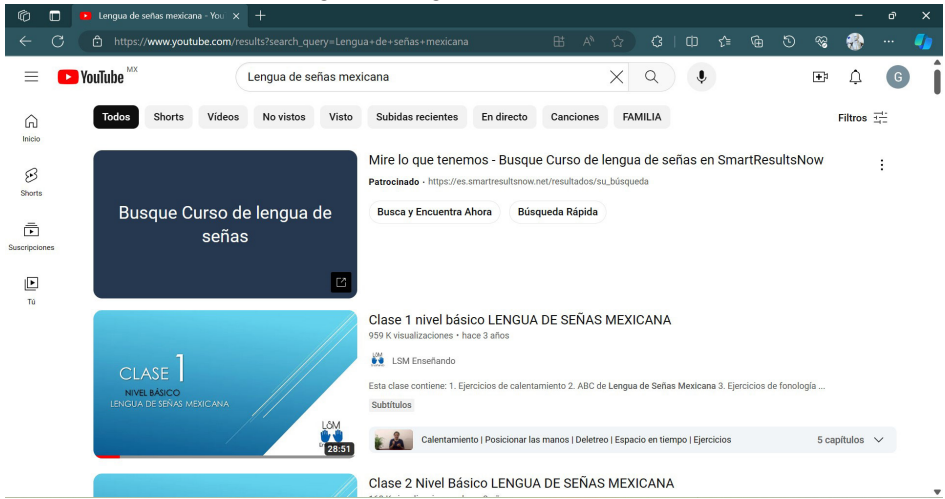 Lengua de señas mexicana - You
https://www.youtube.com/results?search_query=Lengua+de+señas+mexicana
YouTube MX
Lengua de señas mexicana
G
Inicio
Shorts
Suscripciones
Tú
Todos
Shorts
Vídeos
No vistos
Visto
Subidas recientes
En directo
Canciones
FAMILIA
Filtros
Busque Curso de lengua de
señas
Mire lo que tenemos - Busque Curso de lengua de señas en SmartResultsNow
Patrocinado · https://es.smartresultsnow.net/resultados/su_búsqueda
Busca y Encuentra Ahora
Búsqueda Rápida
CLASE 1
NIVEL BÁSICO
LENGUA DE SEÑAS MEXICANA
LSM
28:51
Clase 1 nivel básico LENGUA DE SEÑAS MEXICANA
959 K visualizaciones • hace 3 años
LSM Enseñando
Esta clase contiene: 1. Ejercicios de calentamiento 2. ABC de Lengua de Señas Mexicana 3. Ejercicios de fonología ...
Subtítulos
Calentamiento | Posicionar las manos | Deletreo | Espacio en tiempo | Ejercicios
5 capítulos
Clase 2 Nivel Básico LENGUA DE SEÑAS MEXICANA